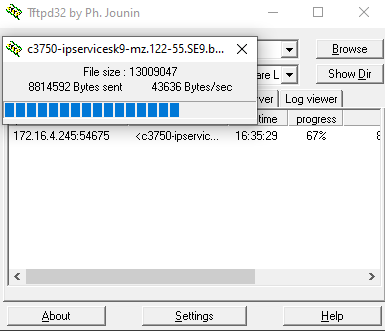 Tftpd32 by Ph. Jounin
c3750-ipservicesk9-mz.122-55.SE9.b...
File size : 13009047
8814592 Bytes sent 43636 Bytes/sec
Browse
are L
Show Dir
ver
Log viewer
time progress
172.16.4.245:54675 <c3750-ipservic... 16:35:29 67% 8
About Settings Help